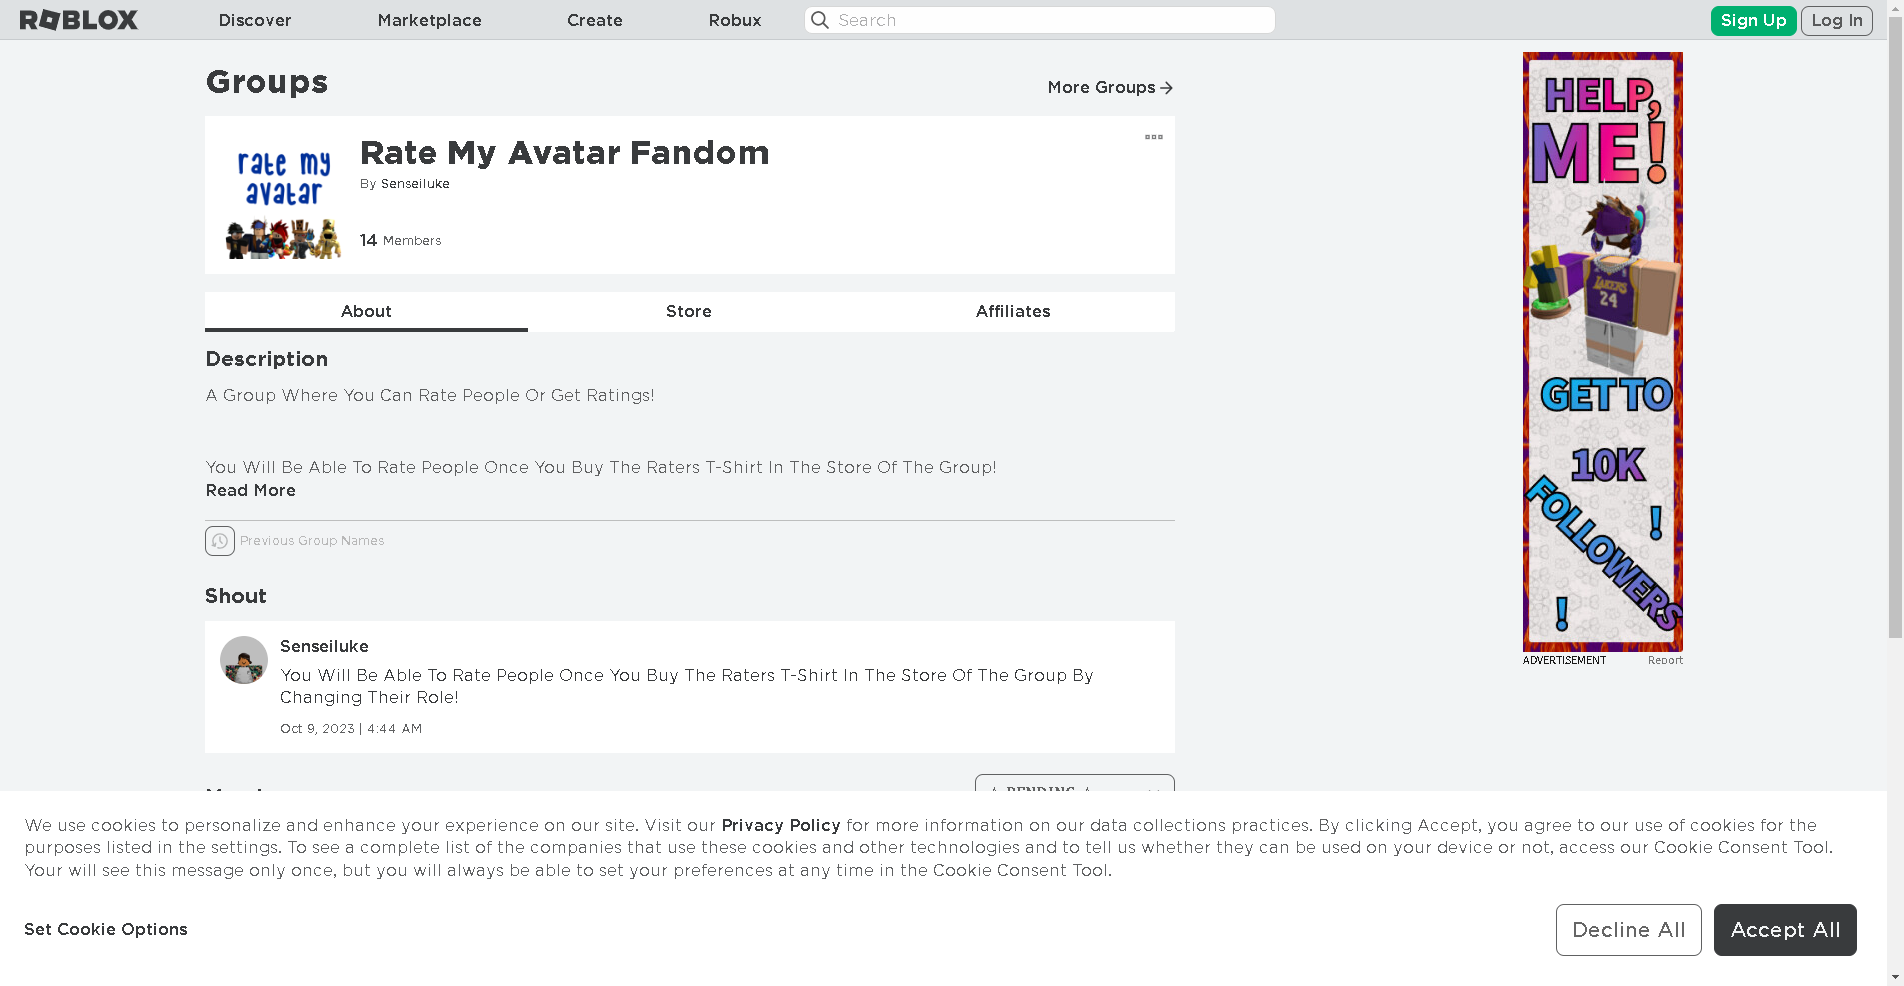 ROBLOX
Discover
Marketplace
Create
Robux
Search
Sign Up
Log In
Groups
More Groups
rate my
avatar
Rate My Avatar Fandom
By Senseiluke
14 Members
About
Store
Affiliates
Description
A Group Where You Can Rate People Or Get Ratings!
You Will Be Able To Rate People Once You Buy The Raters T-Shirt In The Store Of The Group!
Read More
Previous Group Names
Shout
Senseiluke
You Will Be Able To Rate People Once You Buy The Raters T-Shirt In The Store Of The Group By
Changing Their Role!
Oct 9, 2023 | 4:44 AM
HELP,
ME!
LAKERS
24
GET TO
10K
FOLLOWERS
!
!
ADVERTISEMENT
Report
We use cookies to personalize and enhance your experience on our site. Visit our Privacy Policy for more information on our data collections practices. By clicking Accept, you agree to our use of cookies for the
purposes listed in the settings. To see a complete list of the companies that use these cookies and other technologies and to tell us whether they can be used on your device or not, access our Cookie Consent Tool.
Your will see this message only once, but you will always be able to set your preferences at any time in the Cookie Consent Tool.
Set Cookie Options
Decline All
Accept All